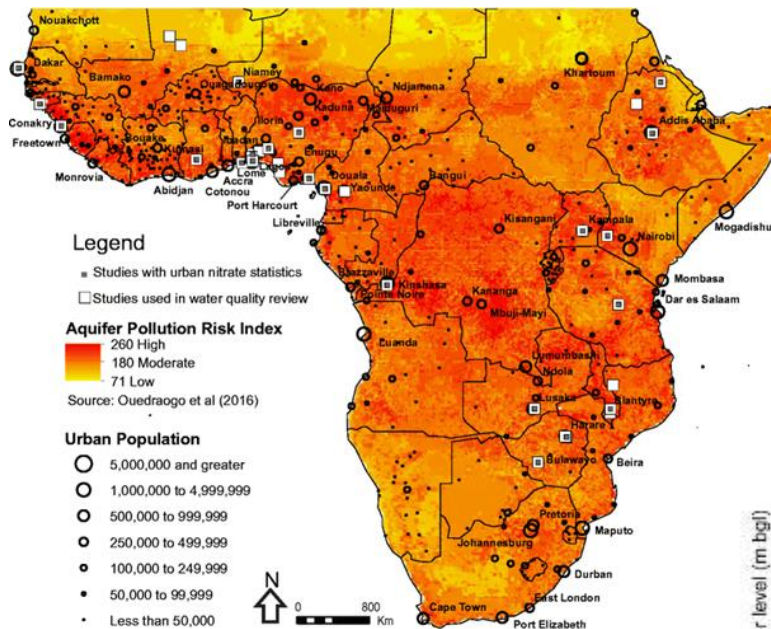 Nouakchott
Dakar
Bamako
Niamey
Ouagadougou
Kano
Ndjamena
Khartoum
Kaduna
Maiduguri
Conakry
Ilorin
Addis Ababa
Freetown
Bouake
Kumasi
Ibadan
Enugu
Monrovia
Abidjan
Accra
Lome
Lagos
Cotonou
Douala
Bangui
Port Harcourt
Yaounde
Libreville
Kisangani
Kampala
Mogadishu
Nairobi
Brazzaville
Kinshasa
Pointe Noire
Kananga
Mbuji-Mayi
Mombasa
Dar es Salaam
Luanda
Lumumbashi
Ndola
Lusaka
Blantyre
Harare
Bulawayo
Beira
Pretoria
Johannesburg
Maputo
Durban
East London
Cape Town
Port Elizabeth
Legend
Studies with urban nitrate statistics
Studies used in water quality review
Aquifer Pollution Risk Index
260 High
180 Moderate
71 Low
Source: Ouedraogo et al (2016)
Urban Population
5,000,000 and greater
1,000,000 to 4,999,999
500,000 to 999,999
250,000 to 499,999
100,000 to 249,999
50,000 to 99,999
Less than 50,000
N
0 800
Km
r level (m bgl)